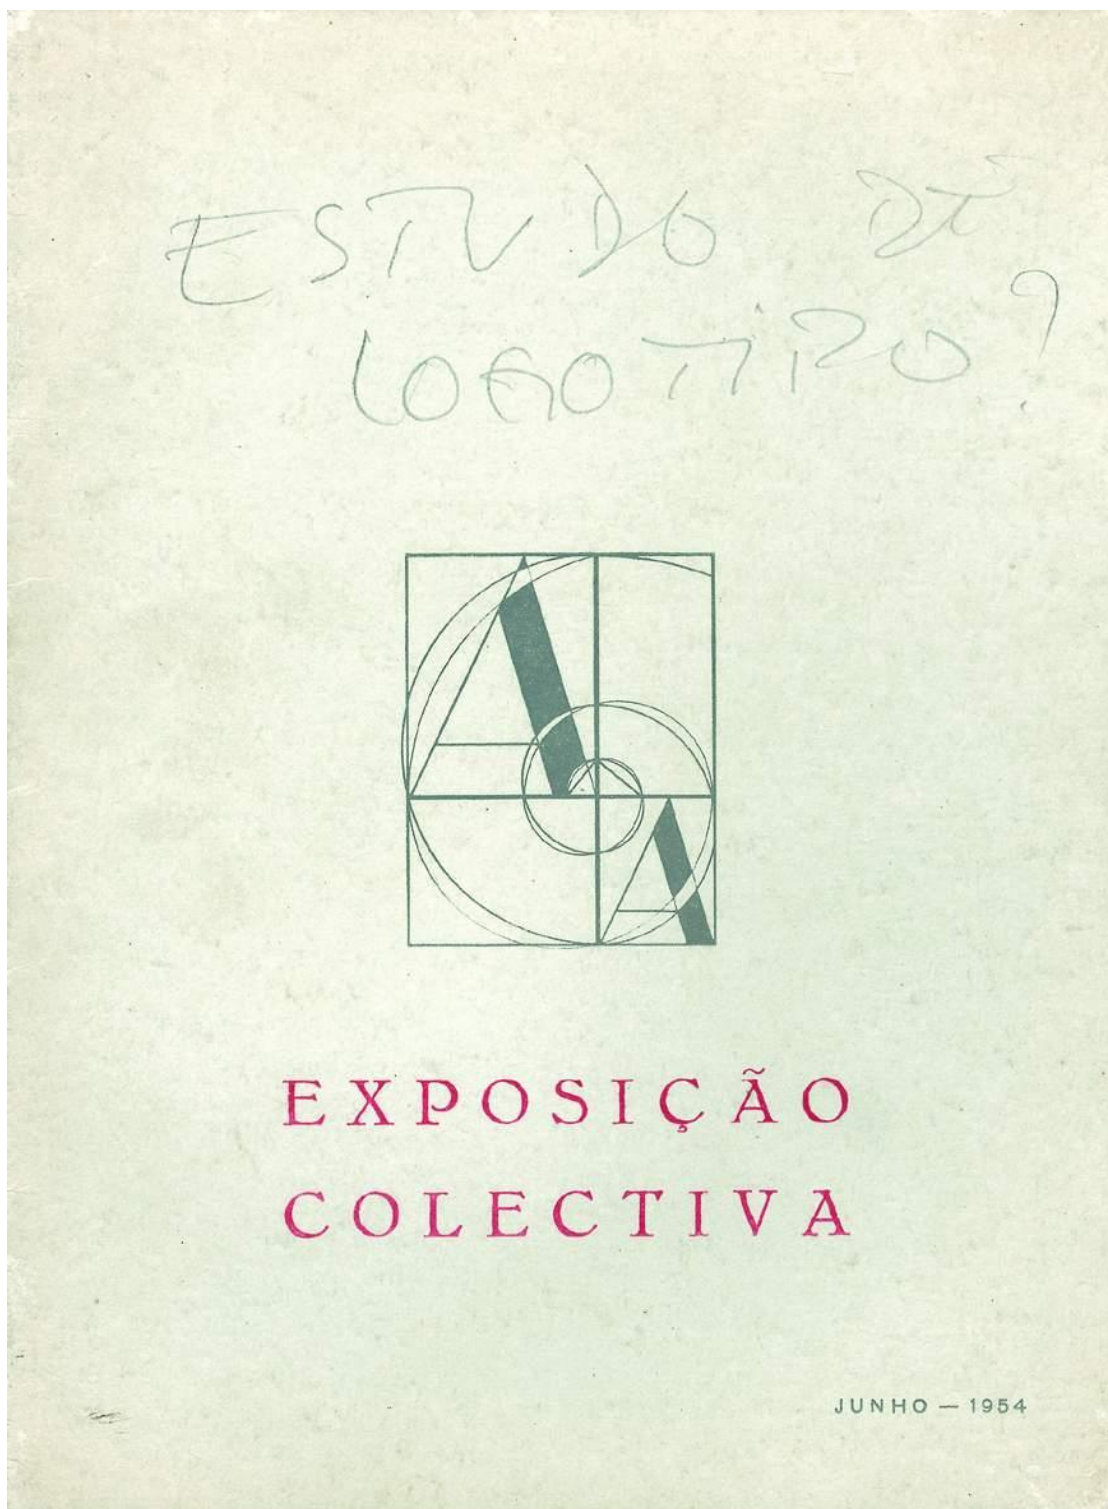 ESTUDO DE
LOGOTIPO?
A
A
EXPOSIÇÃO
COLECTIVA
JUNHO — 1954